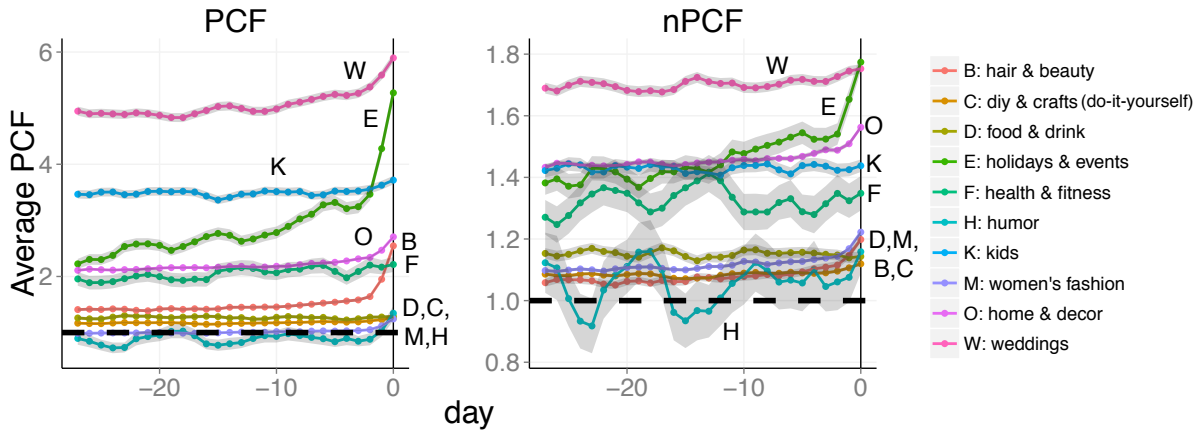 PCF
nPCF
Average PCF
6
4
2
W
E
K
O
B
F
D,C,
M,H
−20
−10
0
1.8
1.6
1.4
1.2
1.0
0.8
W
E
O
K
F
D,M,
B,C
H
−20
−10
0
day
B: hair & beauty
C: diy & crafts (do-it-yourself)
D: food & drink
E: holidays & events
F: health & fitness
H: humor
K: kids
M: women's fashion
O: home & decor
W: weddings